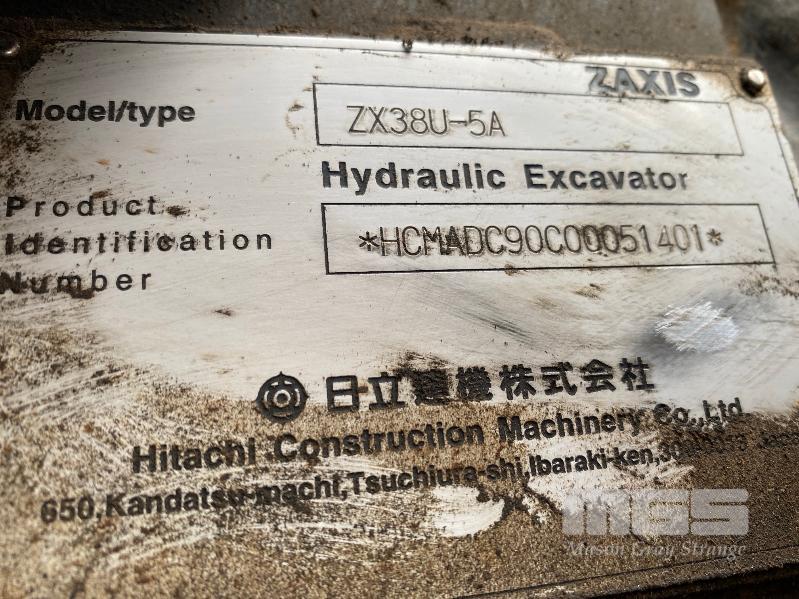 ZAXIS
Model/type ZX38U-5A
Hydraulic Excavator
Product
Identification
Number
*HCMADC90C00051401*
日立建機株式会社
Hitachi Construction Machinery Co.,Ltd.
650,Kandatsu-machi,Tsuchiura-shi,Ibaraki-ken,
MGS
Mason Gray Strange